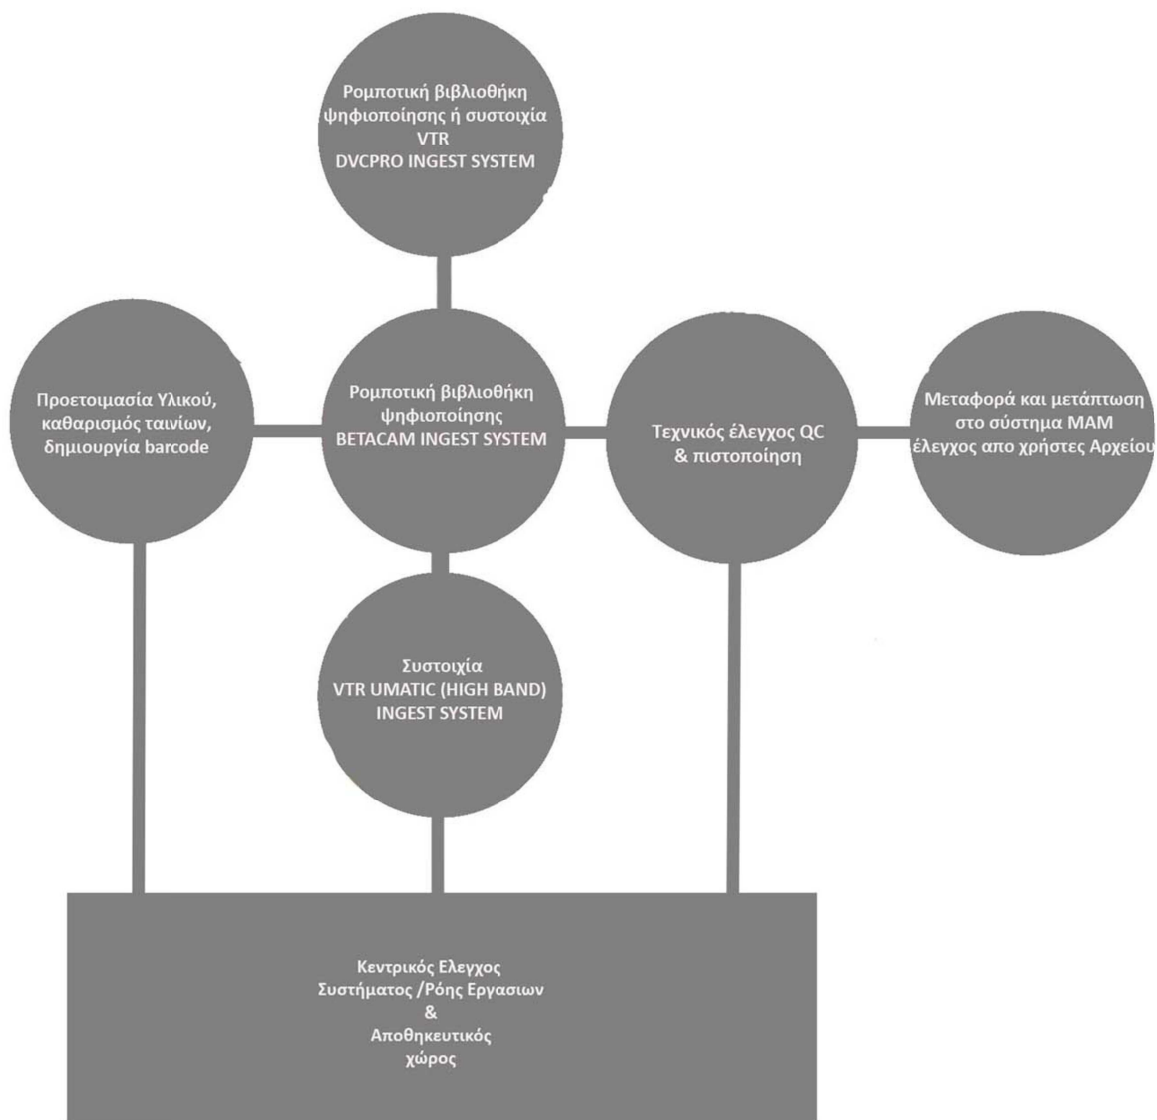 Ρομποτική βιβλιοθήκη
ψηφιοποίησης ή συστοιχία
VTR
DVCPRO INGEST SYSTEM
Προετοιμασία Υλικού,
καθαρισμός ταινίων,
δημιουργία barcode
Ρομποτική βιβλιοθήκη
ψηφιοποίησης
BETACAM INGEST SYSTEM
Τεχνικός έλεγχος QC
& πιστοποίηση
Μεταφορά και μετάπτωση
στο σύστημα MAM
έλεγχος απο χρήστες Αρχείου
Συστοιχία
VTR UMATIC (HIGH BAND)
INGEST SYSTEM
Κεντρικός Ελεγχος
Συστήματος /Ρόης Εργασιων
&
Αποθηκευτικός
χώρος